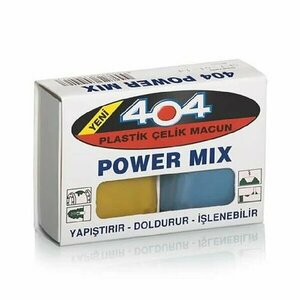 404 POWER MIX
YENİ
404
PLASTİK ÇELİK MACUN
POWER MIX
YAPIŞTIRIR - DOLDURUR - İŞLENEBİLİR